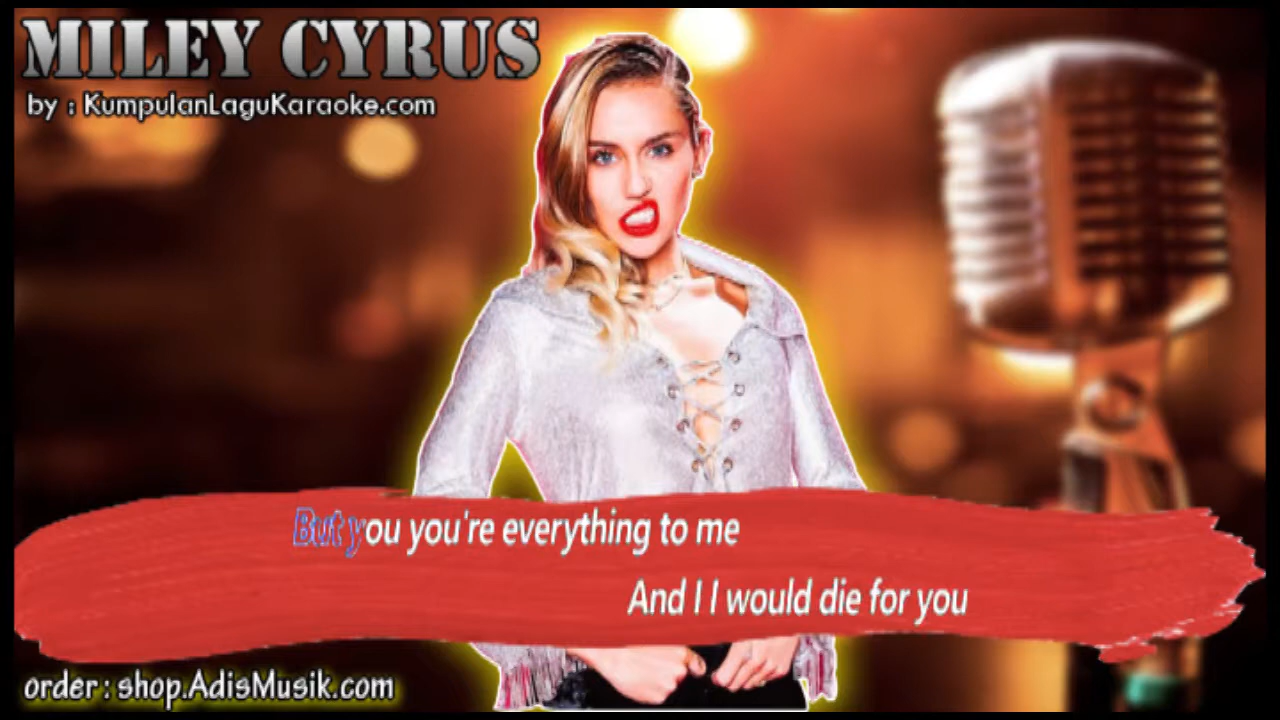 MILEY CYRUS
by : KumpulanLaguKaraoke.com
But you you're everything to me
And I I would die for you
order : shop.AdisMusik.com